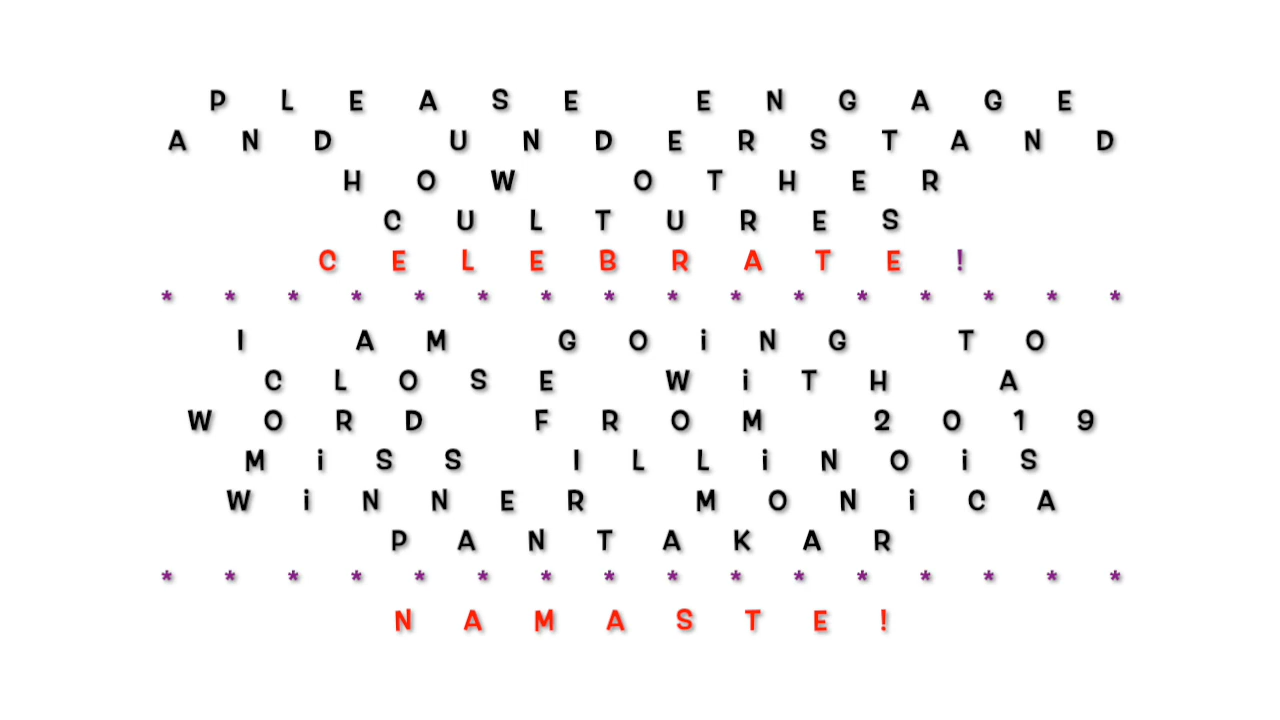 PLEASE ENGAGE
AND UNDERSTAND
HOW OTHER
CULTURES
CELEBRATE!
* * * * * * * * * * * * * * * *
I AM GOiNG TO
CLOSE WiTH A
WORD FROM 2019
MiSS ILLiNOiS
WiNNER MONiCA
PANTAKAR
* * * * * * * * * * * * * * * *
NAMASTE!